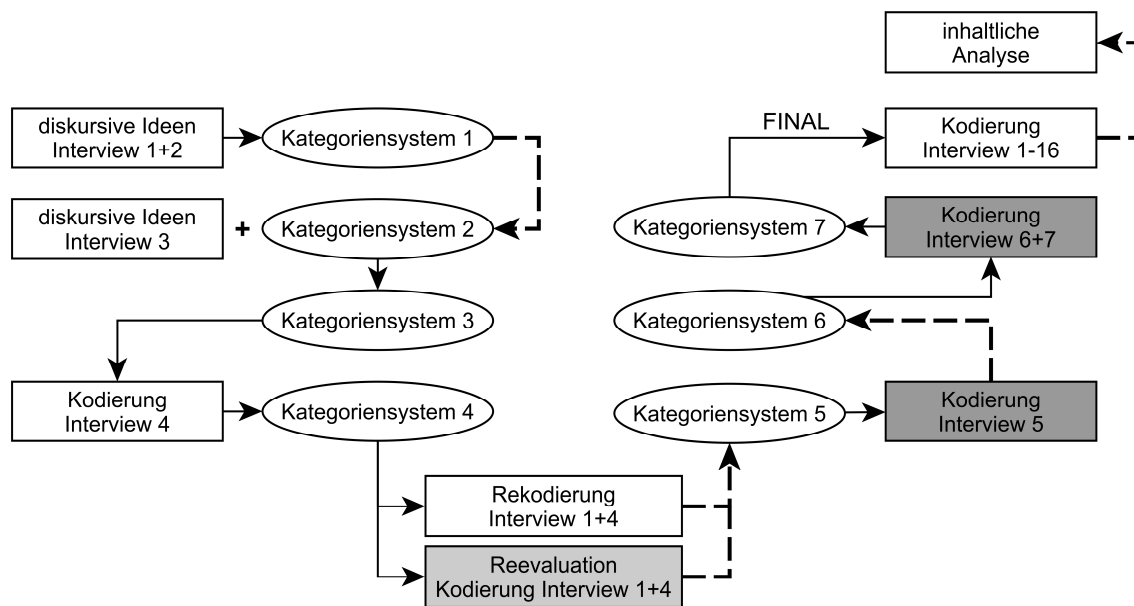 diskursive Ideen
Interview 1+2
Kategoriensystem 1
diskursive Ideen
Interview 3
+
Kategoriensystem 2
Kategoriensystem 3
Kodierung
Interview 4
Kategoriensystem 4
Rekodierung
Interview 1+4
Reevaluation
Kodierung Interview 1+4
Kategoriensystem 5
Kodierung
Interview 5
Kategoriensystem 6
Kodierung
Interview 6+7
Kategoriensystem 7
FINAL
Kodierung
Interview 1-16
inhaltliche
Analyse